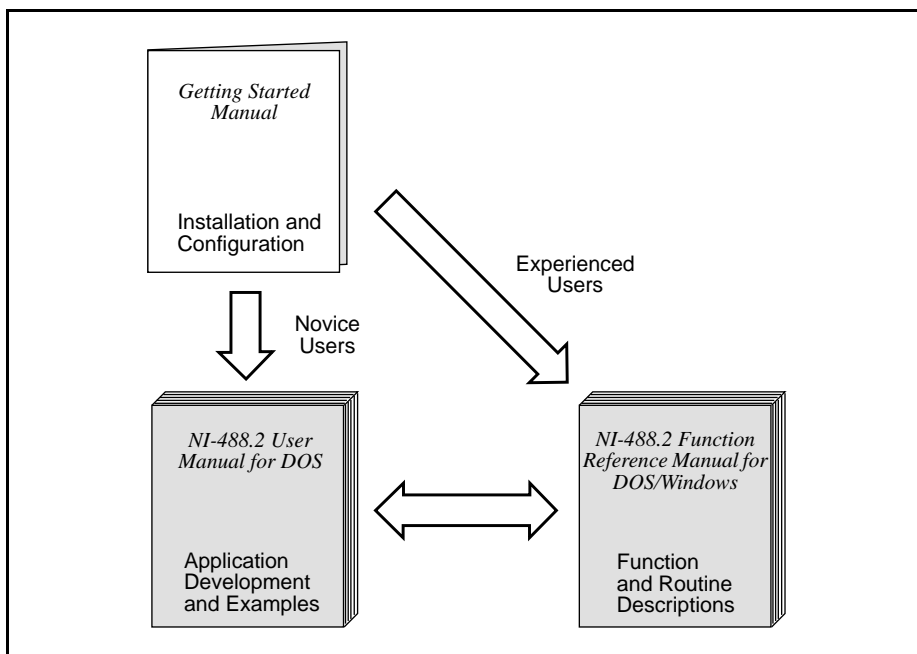 Getting Started
Manual
Installation and
Configuration
Experienced
Users
Novice
Users
NI-488.2 User
Manual for DOS
Application
Development
and Examples
NI-488.2 Function
Reference Manual for
DOS/Windows
Function
and Routine
Descriptions